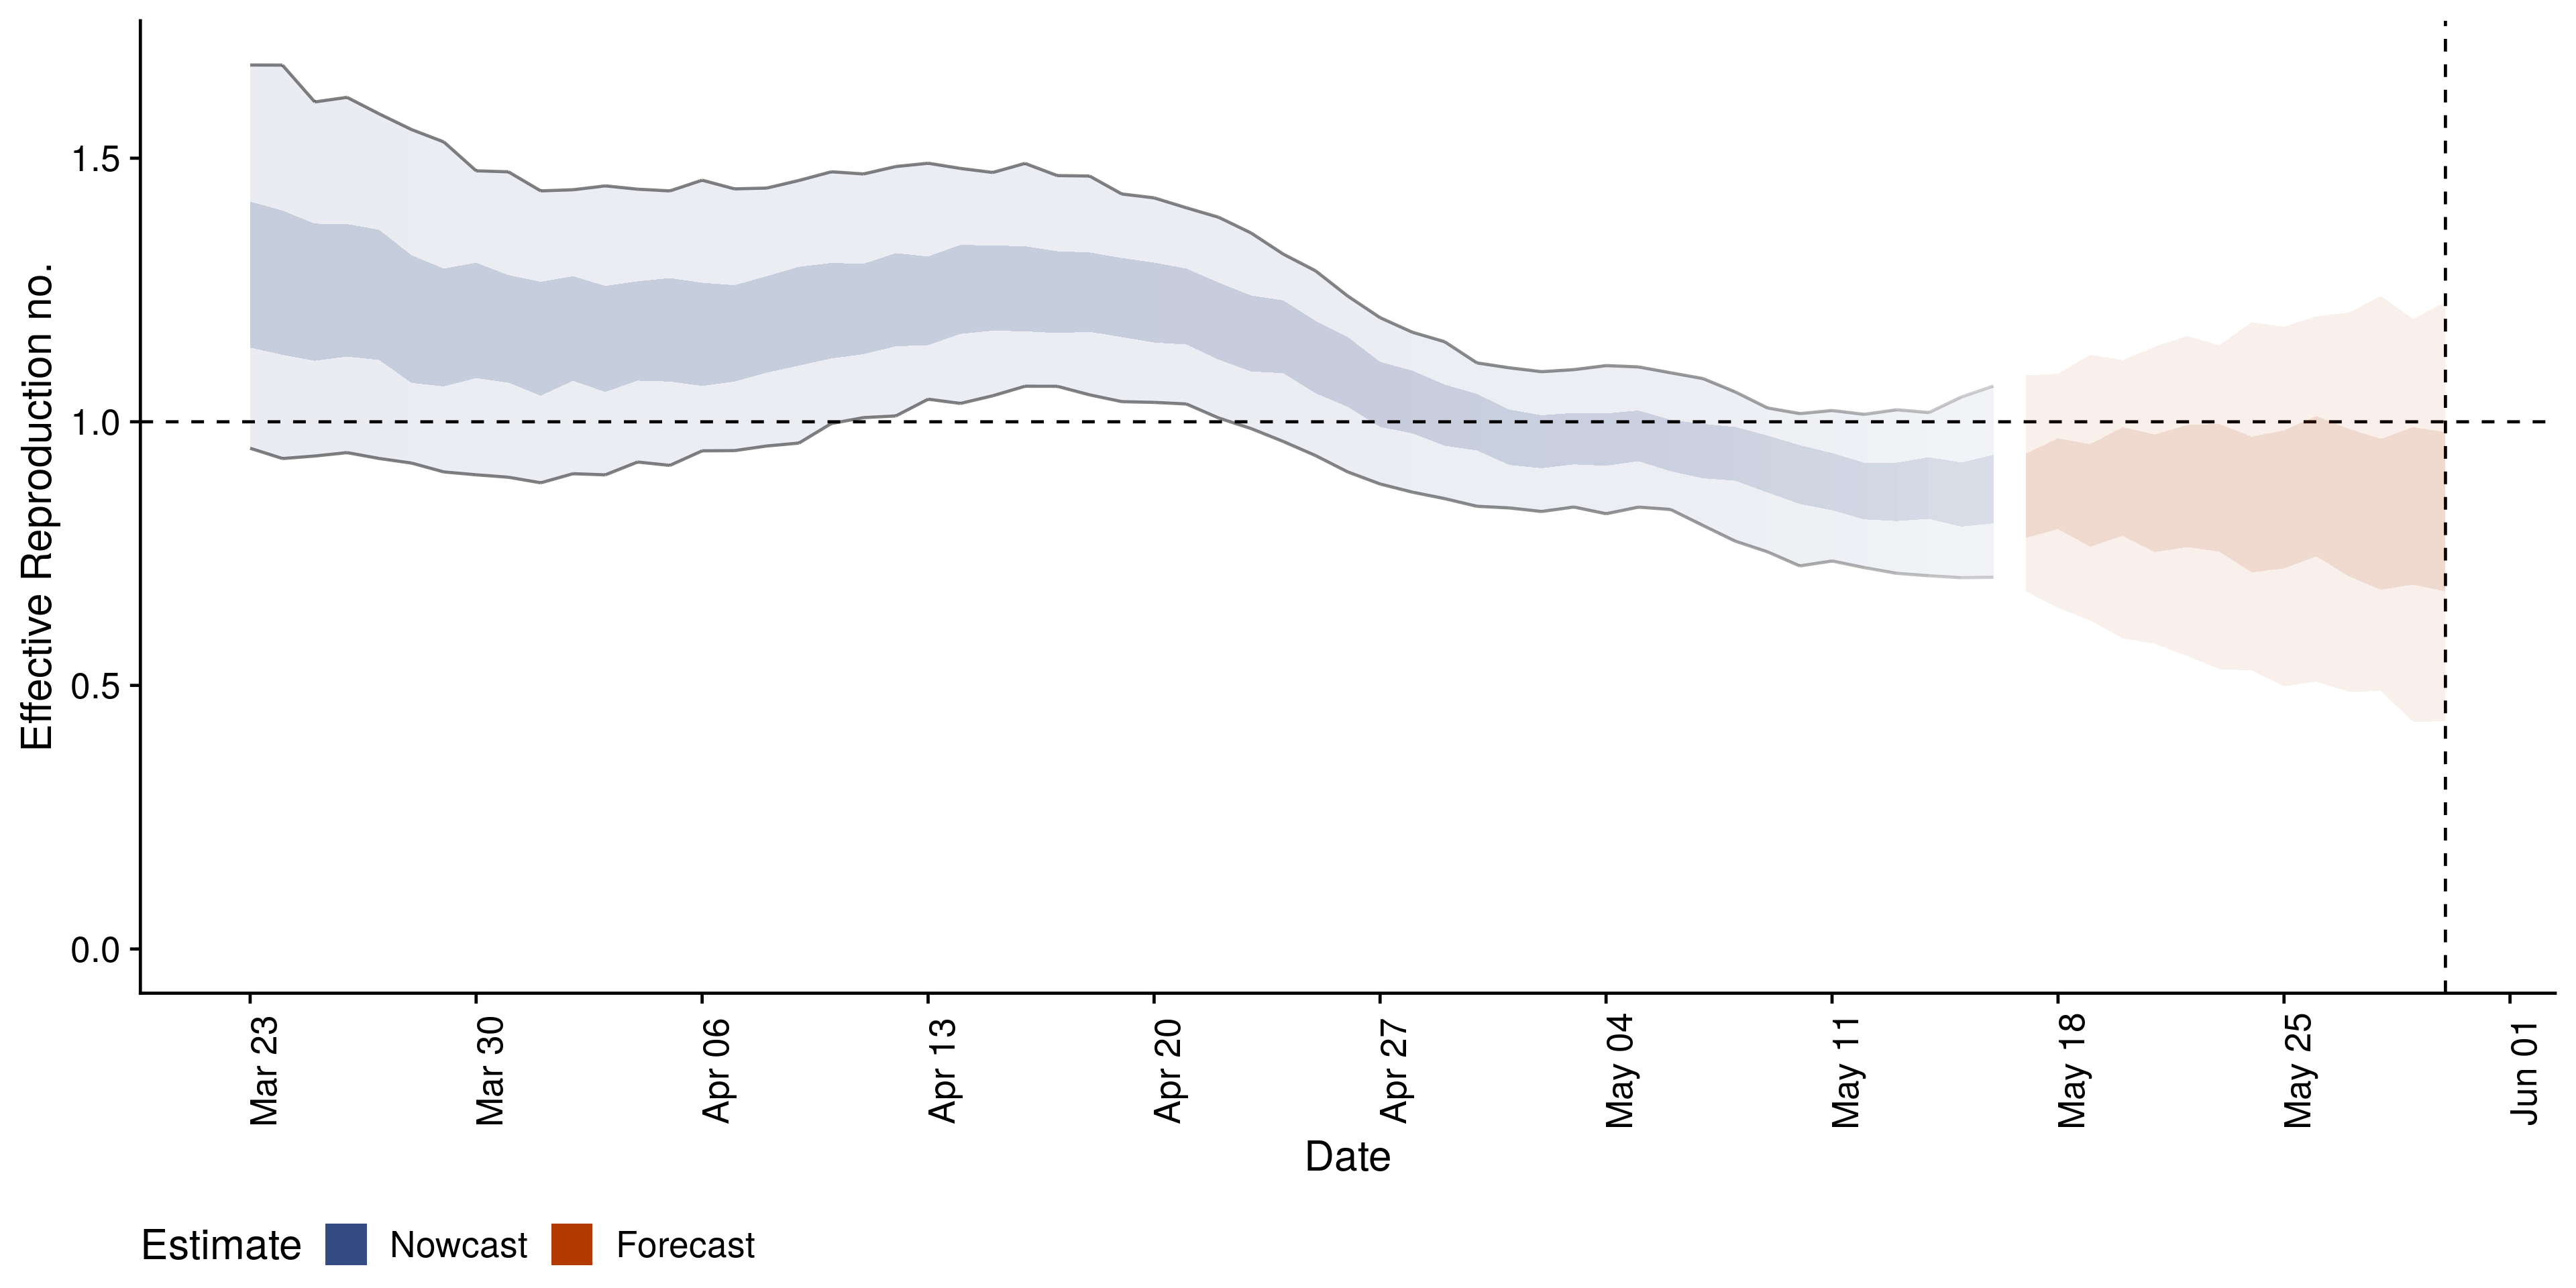 Effective Reproduction no.
1.5
1.0
0.5
0.0
Mar 23
Mar 30
Apr 06
Apr 13
Apr 20
Apr 27
May 04
May 11
May 18
May 25
Jun 01
Date
Estimate Nowcast Forecast